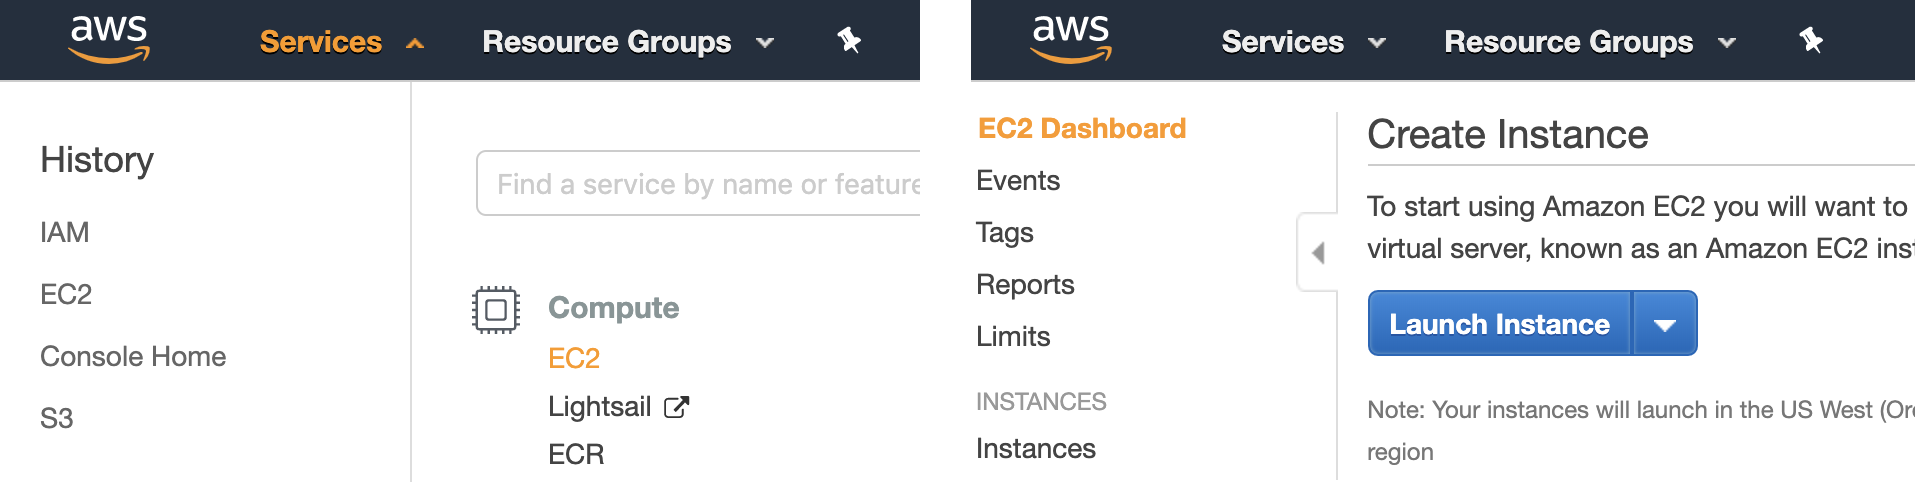 aws
Services
Resource Groups
History
IAM
EC2
Console Home
S3
Find a service by name or feature
Compute
EC2
Lightsail
ECR
aws
Services
Resource Groups
EC2 Dashboard
Events
Tags
Reports
Limits
INSTANCES
Instances
Create Instance
To start using Amazon EC2 you will want to
virtual server, known as an Amazon EC2 inst
Launch Instance
Note: Your instances will launch in the US West (Ore
region